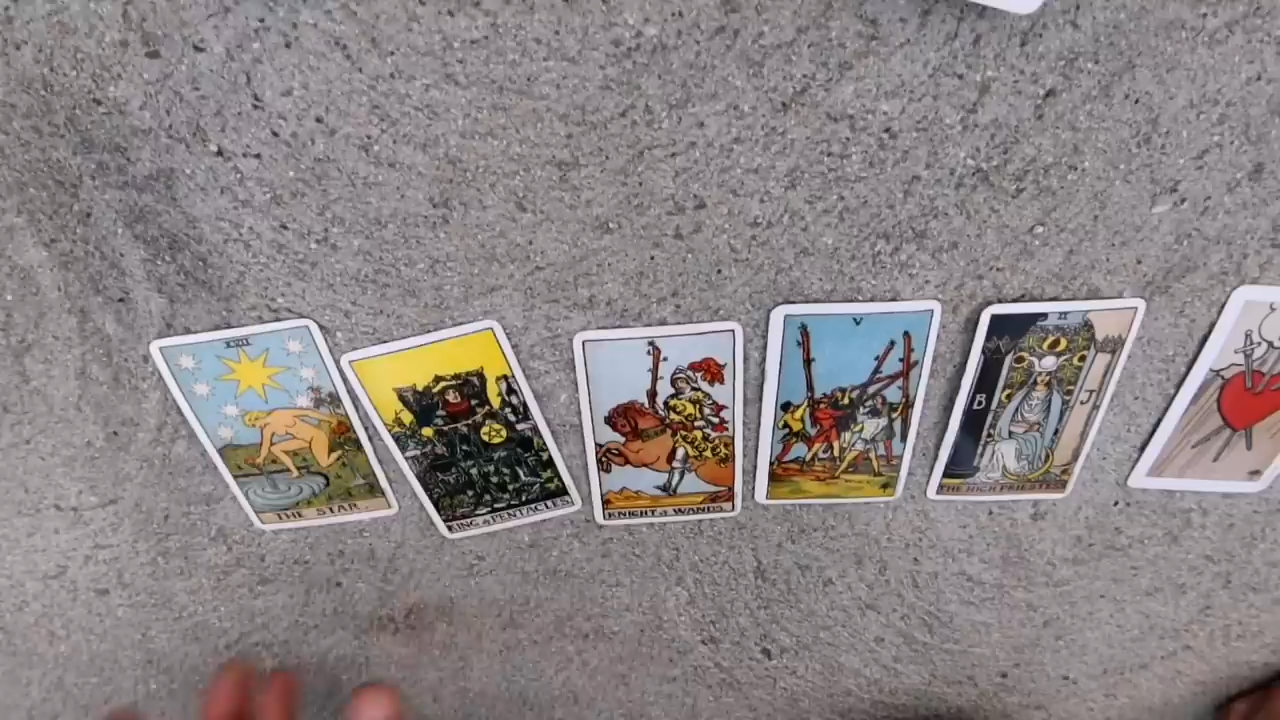 XVII
THE STAR.
KING of PENTACLES.
KNIGHT of WANDS.
V
II
B J
THE HIGH PRIESTESS